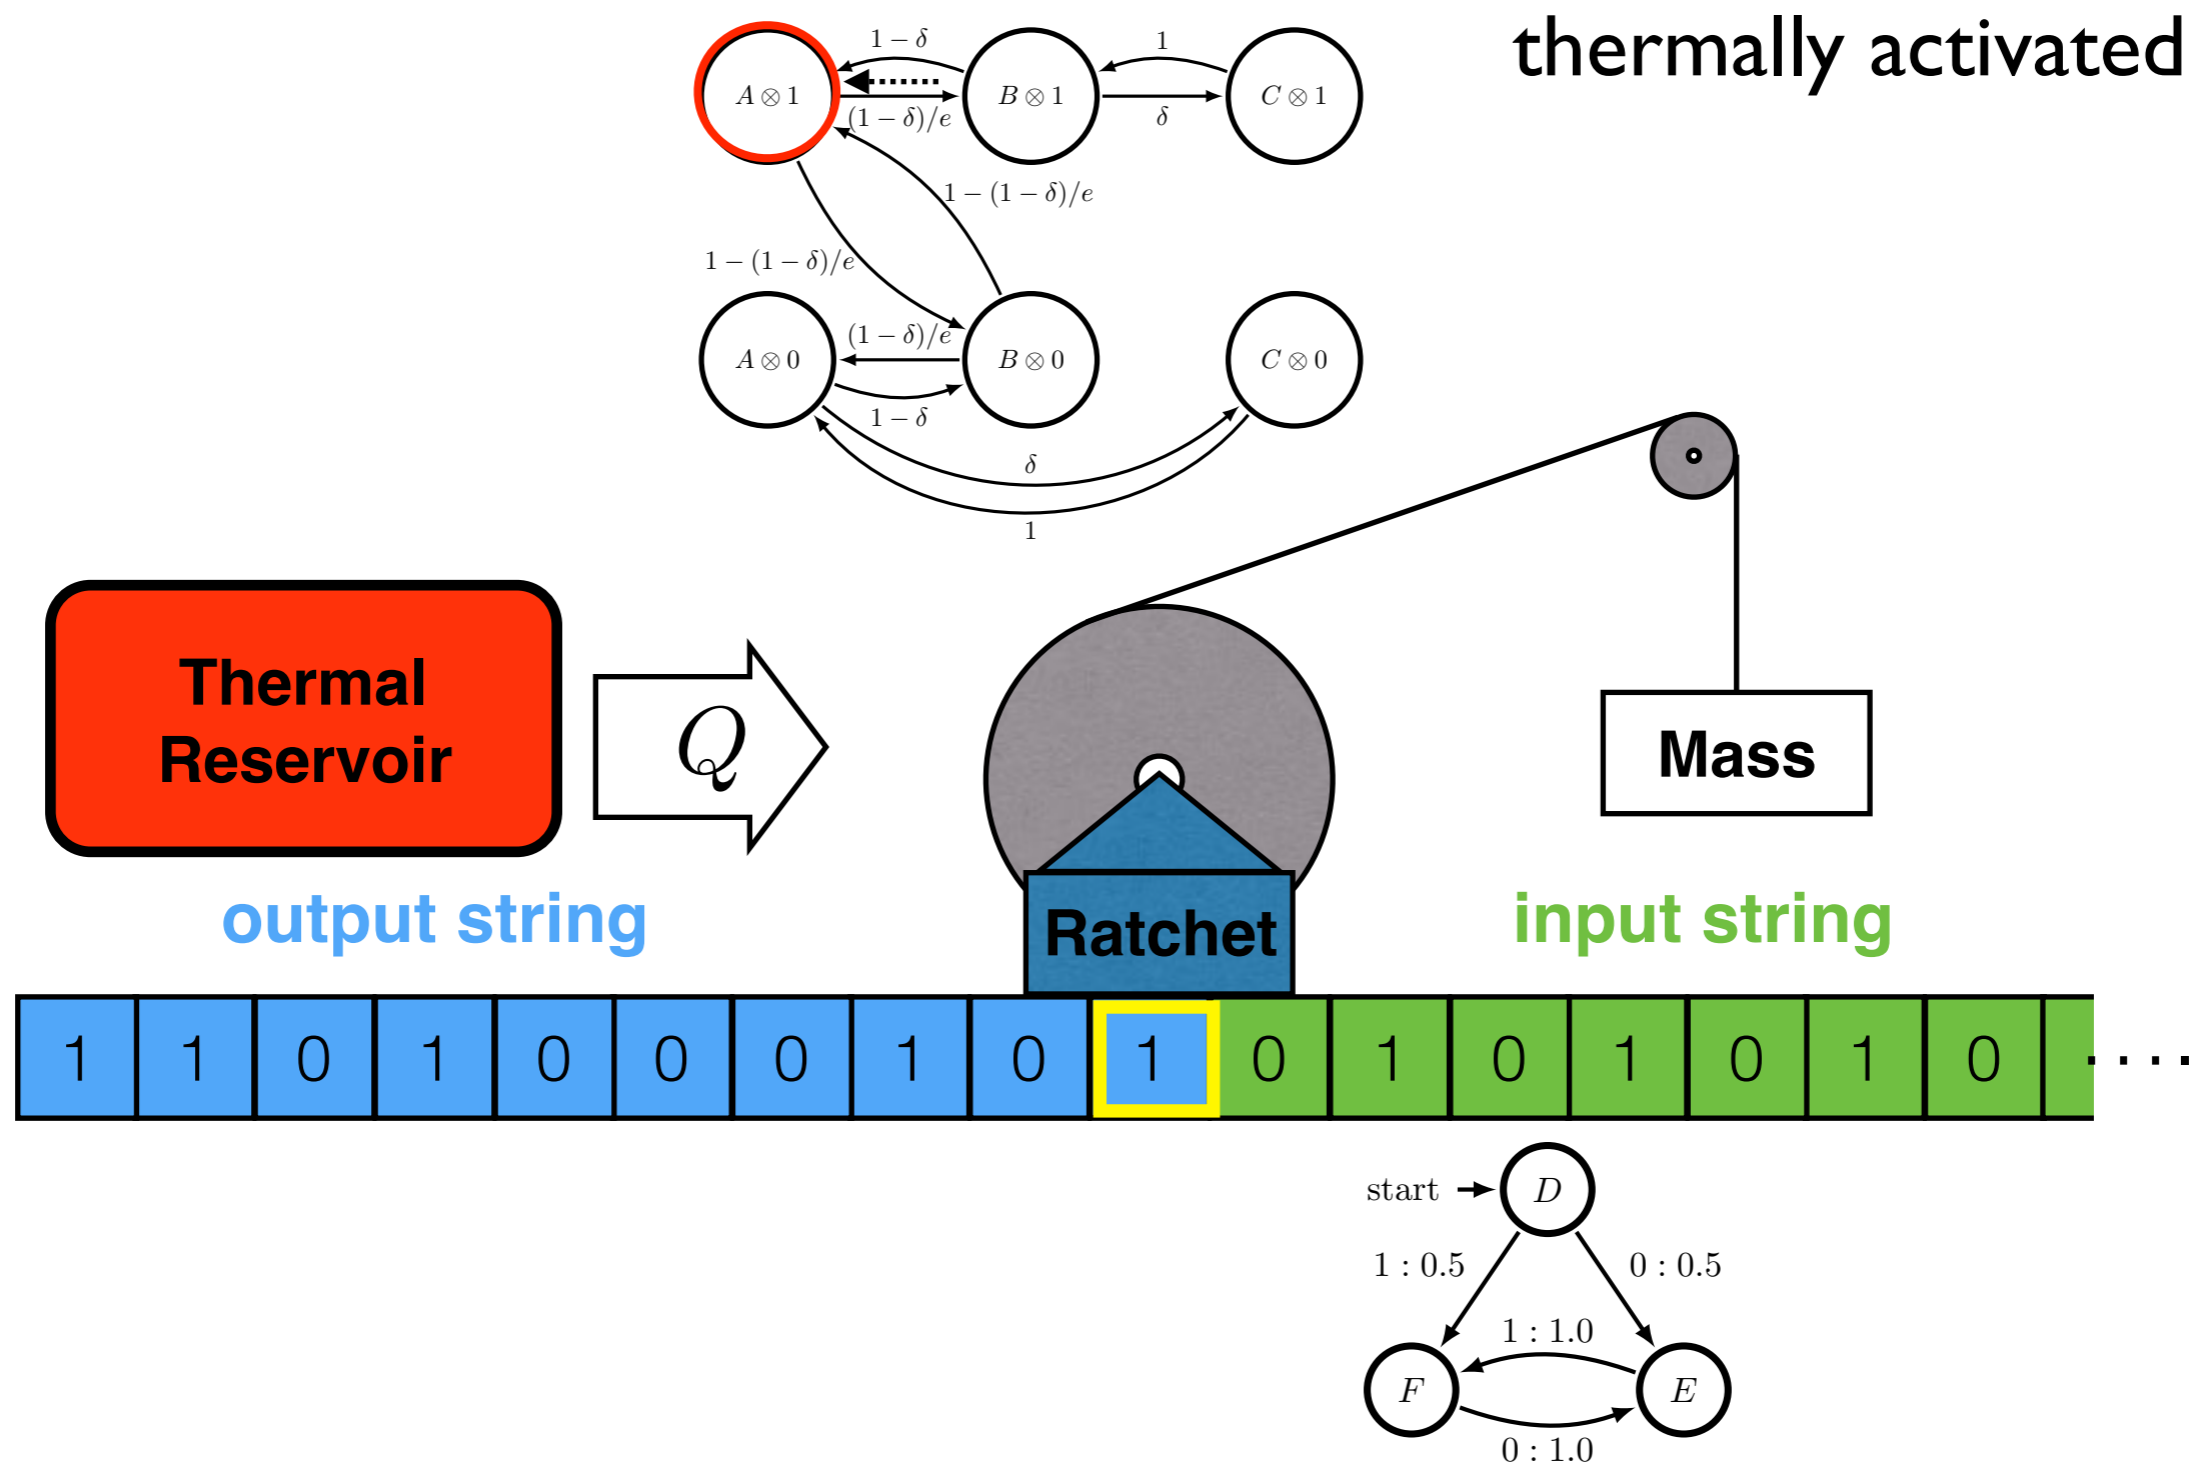 thermally activated
1 − δ
1
A ⊗ 1
B ⊗ 1
C ⊗ 1
(1 − δ)/e
δ
1 − (1 − δ)/e
1 − (1 − δ)/e
(1 − δ)/e
A ⊗ 0
B ⊗ 0
C ⊗ 0
1 − δ
δ
1
Thermal
Reservoir
Q
Mass
output string
Ratchet
input string
1 1 0 1 0 0 0 1 0 1 0 1 0 1 0 1 0 ....
start
D
1 : 0.5
0 : 0.5
1 : 1.0
F
E
0 : 1.0